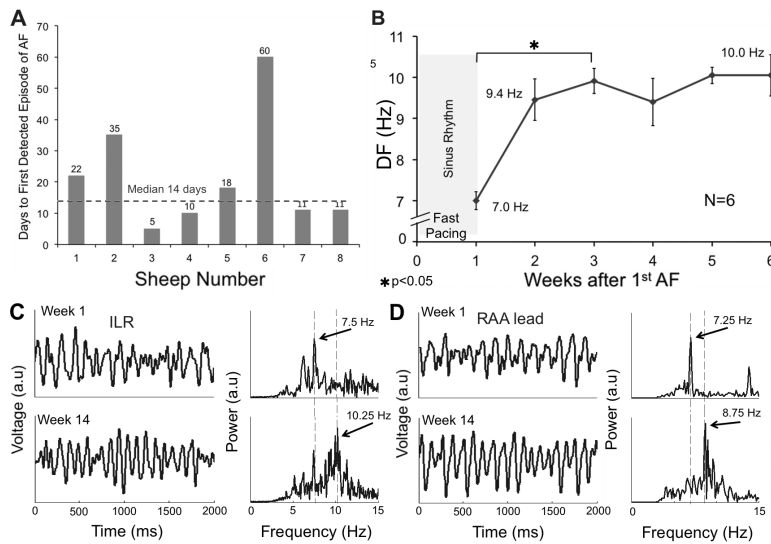 A
Days to First Detected Episode of AF
70
60
50
40
30
20
10
0
22
35
5
10
18
60
11
11
Median 14 days
1 2 3 4 5 6 7 8
Sheep Number
B
5
DF (Hz)
11
10
9
8
7
0
Sinus Rhythm
Fast
Pacing
*
9.4 Hz
10.0 Hz
7.0 Hz
N=6
0 1 2 3 4 5 6
*p<0.05
Weeks after 1st AF
C
Week 1
ILR
7.5 Hz
Voltage (a.u)
Power (a.u)
Week 14
10.25 Hz
0 500 1000 1500 2000
0 5 10 15
Time (ms)
Frequency (Hz)
D
Week 1
RAA lead
7.25 Hz
Voltage (a.u)
Power (a.u)
Week 14
8.75 Hz
0 500 1000 1500 2000
0 15
Time (ms)
Frequency (Hz)